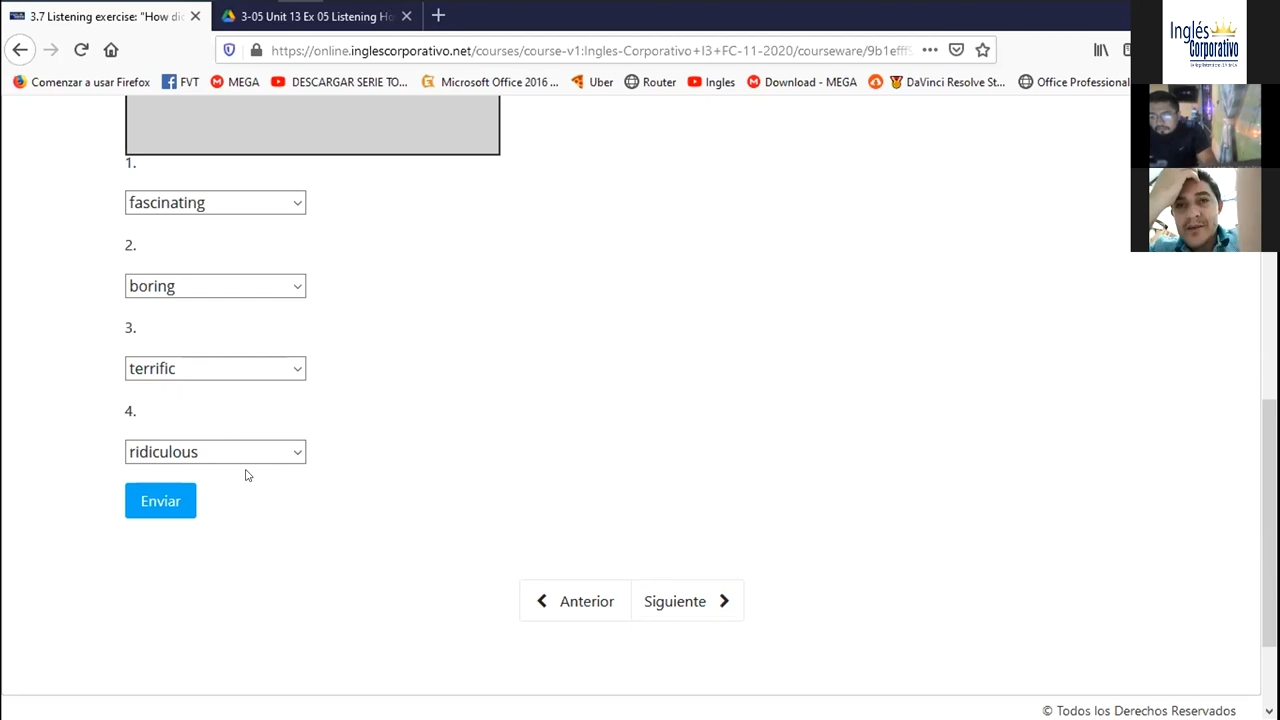 3.7 Listening exercise: "How di
3-05 Unit 13 Ex 05 Listening Ho
https://online.inglescorporativo.net/courses/course-v1:Ingles-Corporativo+I3+FC-11-2020/courseware/9b1efff5
Comenzar a usar Firefox
FVT
MEGA
DESCARGAR SERIE TO...
Microsoft Office 2016 ...
Uber
Router
Ingles
Download - MEGA
DaVinci Resolve St...
Office Professional
Inglés
Corporativo
1.
fascinating
2.
boring
3.
terrific
4.
ridiculous
Enviar
Anterior
Siguiente
© Todos los Derechos Reservados